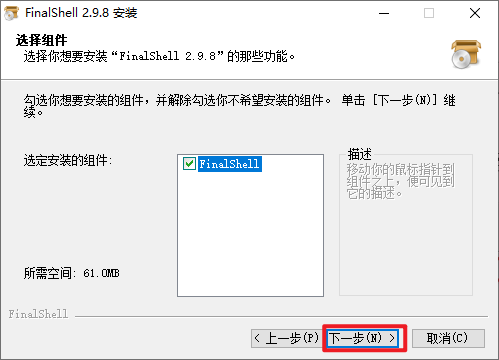 FinalShell 2.9.8 安装
选择组件
选择你想要安装“FinalShell 2.9.8”的那些功能。
勾选你想要安装的组件，并解除勾选你不希望安装的组件。 单击 [下一步(N)] 继
续。
选定安装的组件:
FinalShell
描述
移动你的鼠标指针到
组件之上，便可见到
它的描述。
所需空间: 61.0MB
FinalShell
< 上一步(P)
下一步(N) >
取消(C)